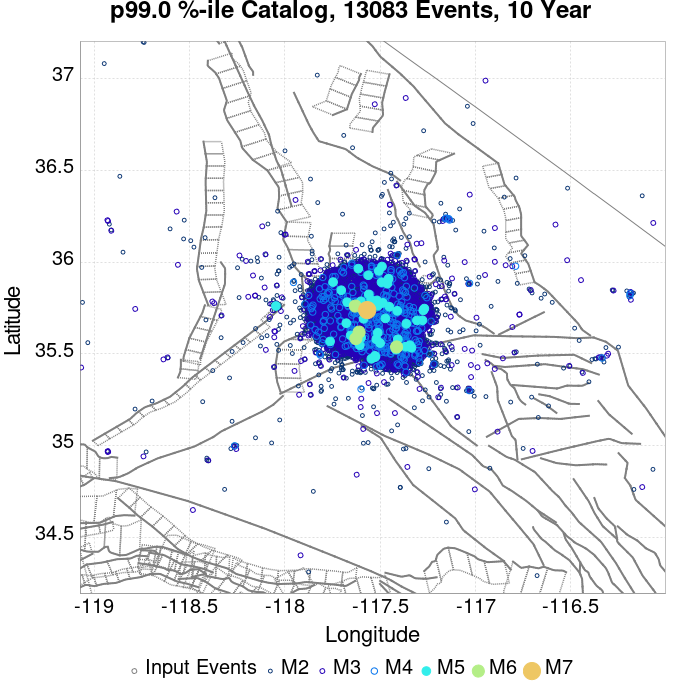 p99.0 %-ile Catalog, 13083 Events, 10 Year
37
36.5
36
35.5
35
34.5
Latitude
-119 -118.5 -118 -117.5 -117 -116.5
Longitude
Input Events M2 M3 M4 M5 M6 M7